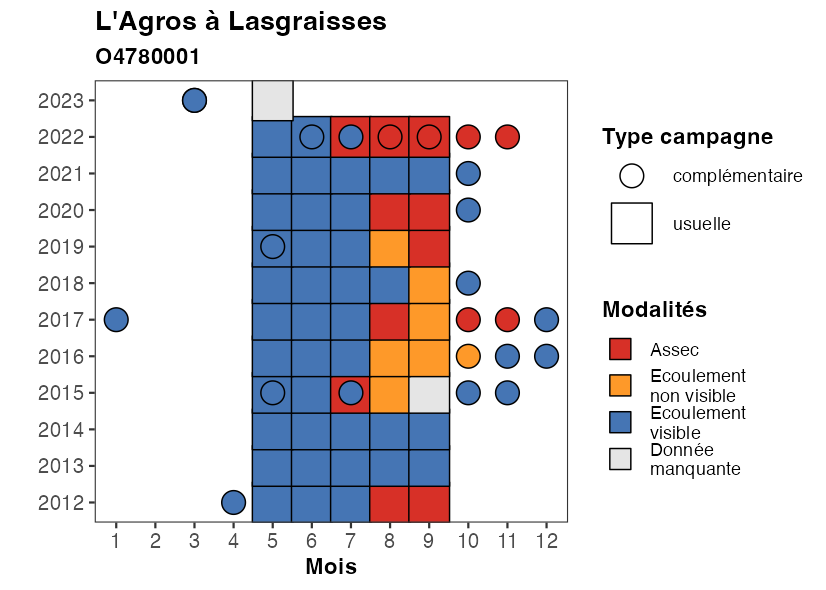 L'Agros à Lasgraisses
O4780001
2023
2022
2021
2020
2019
2018
2017
2016
2015
2014
2013
2012
1 2 3 4 5 6 7 8 9 10 11 12
Mois
Type campagne
complémentaire
usuelle
Modalités
Assec
Ecoulement
non visible
Ecoulement
visible
Donnée
manquante